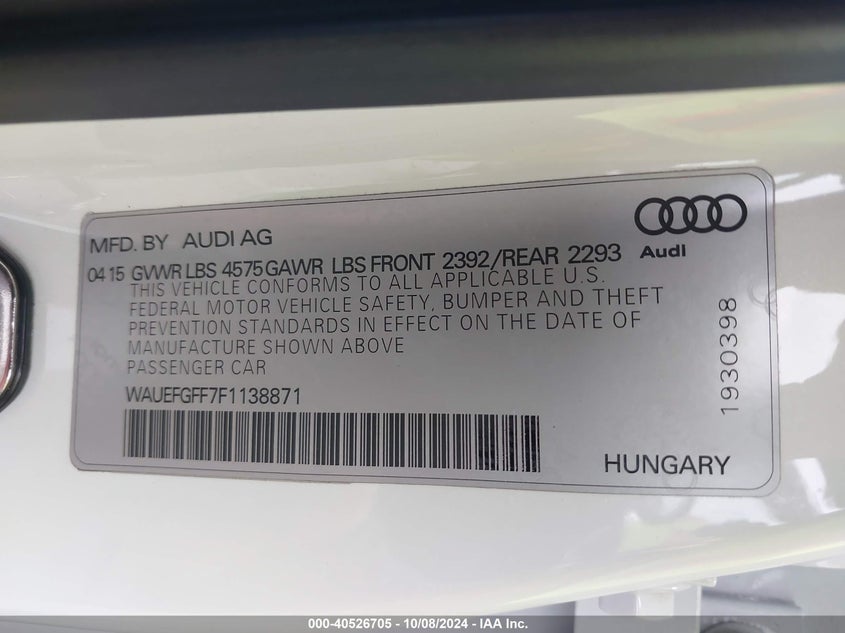 MFD. BY AUDI AG
Audi
04 15 GVWR LBS 4575 GAWR LBS FRONT 2392/REAR 2293
THIS VEHICLE CONFORMS TO ALL APPLICABLE U.S.
FEDERAL MOTOR VEHICLE SAFETY, BUMPER AND THEFT
PREVENTION STANDARDS IN EFFECT ON THE DATE OF
MANUFACTURE SHOWN ABOVE
PASSENGER CAR
WAUEFGFF7F1138871
1930398
HUNGARY
000-40526705 - 10/08/2024 - IAA Inc.